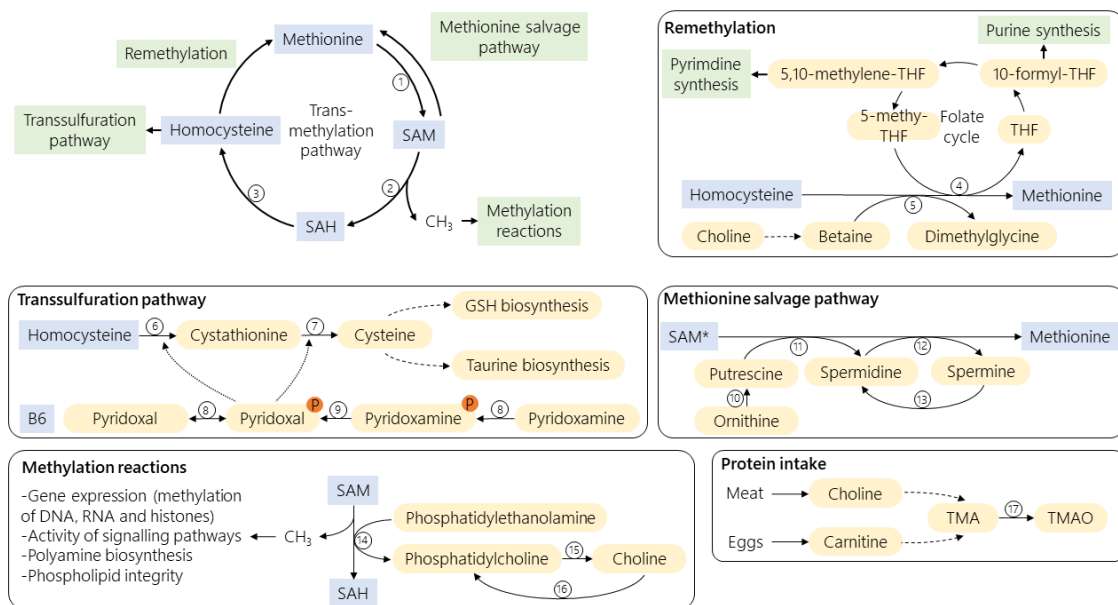 Methionine
Methionine salvage
pathway
Remethylation
1
Trans-
methylation
pathway
SAM
Transsulfuration
pathway
Homocysteine
3
2
SAH
CH3
Methylation
reactions
Remethylation
Purine synthesis
Pyrimdine
synthesis
5,10-methylene-THF
10-formyl-THF
5-methy-
THF
Folate
cycle
THF
Homocysteine
4
Methionine
5
Choline
Betaine
Dimethylglycine
Transsulfuration pathway
GSH biosynthesis
Homocysteine
6
Cystathionine
7
Cysteine
Taurine biosynthesis
B6
Pyridoxal
8
Pyridoxal
P
9
Pyridoxamine
P
8
Pyridoxamine
Methionine salvage pathway
SAM*
11
12
Methionine
Putrescine
Spermidine
Spermine
10
13
Ornithine
Methylation reactions
-Gene expression (methylation
of DNA, RNA and histones)
-Activity of signalling pathways
-Polyamine biosynthesis
-Phospholipid integrity
SAM
CH3
14
SAH
Phosphatidylethanolamine
Phosphatidylcholine
15
Choline
16
Protein intake
Meat
Choline
TMA
17
TMAO
Eggs
Carnitine